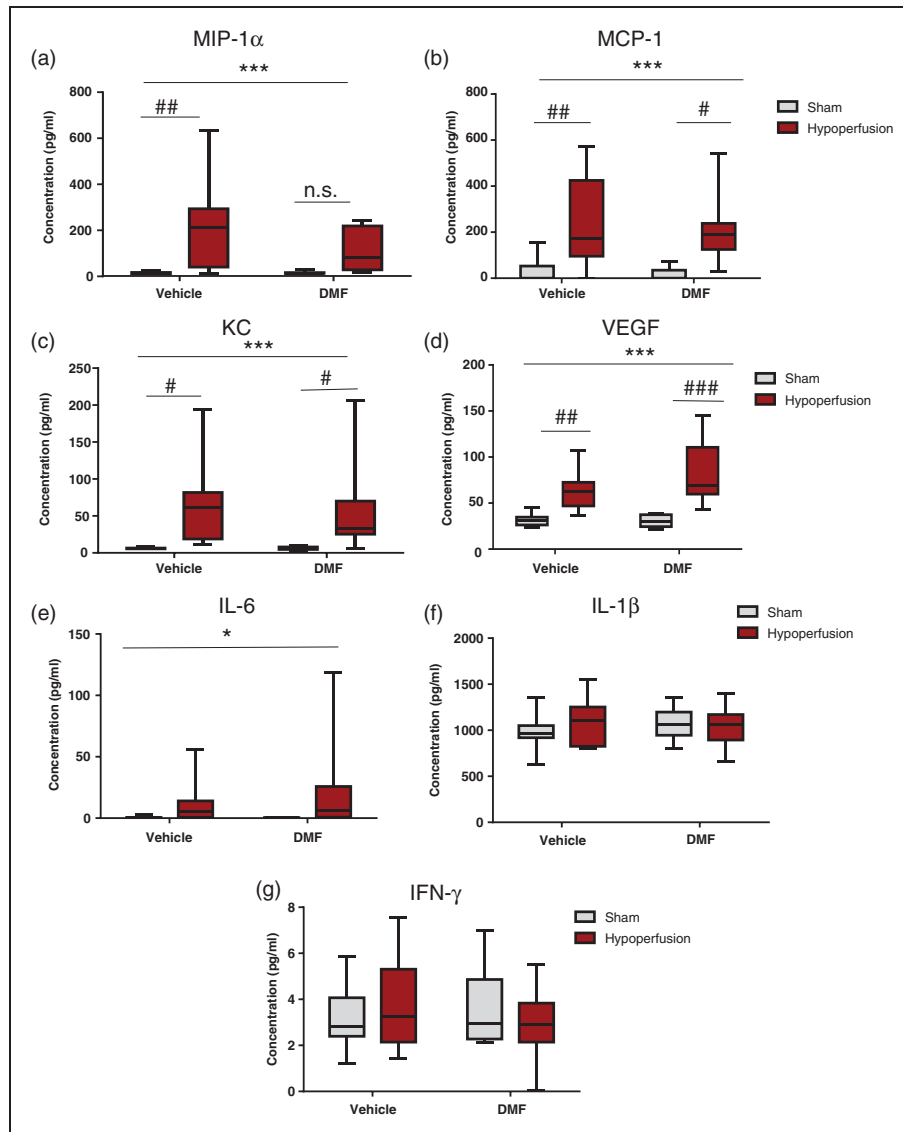 (a)
MIP-1α
***
##
n.s.
Concentration (pg/ml)
800
600
400
200
0
Vehicle
DMF
(b)
MCP-1
***
##
#
Concentration (pg/ml)
800
600
400
200
0
Vehicle
DMF
Sham
Hypoperfusion
(c)
KC
***
#
#
Concentration (pg/ml)
250
200
150
100
50
0
Vehicle
DMF
(d)
VEGF
***
##
###
Concentration (pg/ml)
200
150
100
50
0
Vehicle
DMF
Sham
Hypoperfusion
(e)
IL-6
*
Concentration (pg/ml)
150
100
50
0
Vehicle
DMF
(f)
IL-1β
Concentration (pg/ml)
2000
1500
1000
500
0
Vehicle
DMF
Sham
Hypoperfusion
(g)
IFN-γ
Concentration (pg/ml)
8
6
4
2
0
Vehicle
DMF
Sham
Hypoperfusion